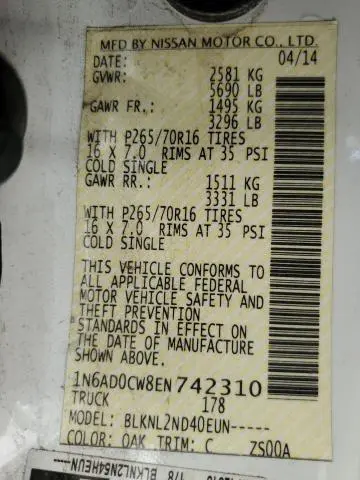 MFD BY NISSAN MOTOR CO., LTD.
DATE: 04/14
GVWR: 2581 KG
5690 LB
GAWR FR.: 1495 KG
3296 LB
WITH P265/70R16 TIRES
16 X 7.0 RIMS AT 35 PSI
COLD SINGLE
GAWR RR.: 1511 KG
3331 LB
WITH P265/70R16 TIRES
16 X 7.0 RIMS AT 35 PSI
COLD SINGLE
THIS VEHICLE CONFORMS TO
ALL APPLICABLE FEDERAL
MOTOR VEHICLE SAFETY AND
THEFT PREVENTION
STANDARDS IN EFFECT ON
THE DATE OF MANUFACTURE
SHOWN ABOVE.
1N6AD0CW8EN742310
TRUCK 178
MODEL: BLKNL2ND40EUN-----
COLOR: QAK TRIM: C ZS00A
178 BLKNL2N54HEUN-